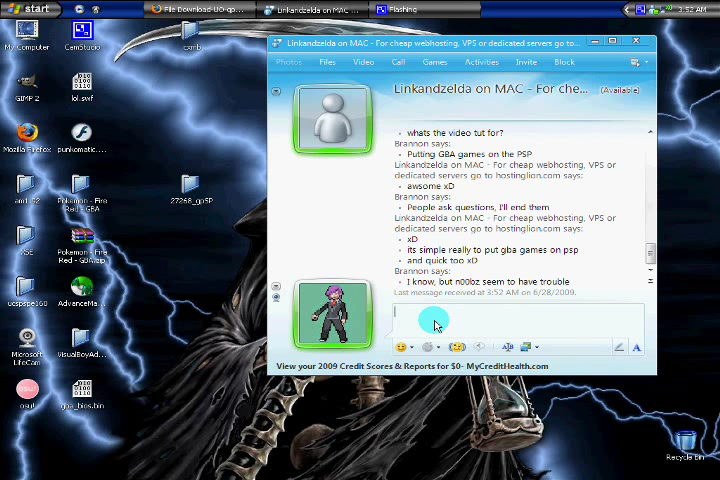 start
File Download-UO-gp...
Linkandzelda on MAC ...
Flashing
3:52 AM
My Computer
CamStudio
cxmb
GIMP 2
lol.swf
Mozilla Firefox
punkomatic....
Pokemon - Fire
Red - GBA
27268_gpSP
XSE
Pokemon - Fire
Red - GBA.zip
ucspspe160
AdvanceMa...
Microsoft
LifeCam
VisualBoyAd...
osu!
gba_bios.bin
Recycle Bin
Linkandzelda on MAC - For cheap webhosting, VPS or dedicated servers go to...
Photos Files Video Call Games Activities Invite Block
Linkandzelda on MAC - For che... (Available)
whats the video tut for?
Brannon says:
Putting GBA games on the PSP
Linkandzelda on MAC - For cheap webhosting, VPS or
dedicated servers go to hostinglion.com says:
awsome xD
Brannon says:
People ask questions, I'll end them
Linkandzelda on MAC - For cheap webhosting, VPS or
dedicated servers go to hostinglion.com says:
xD
its simple really to put gba games on psp
and quick too xD
Brannon says:
I know, but n00bz seem to have trouble
Last message received at 3:52 AM on 6/28/2009.
View your 2009 Credit Scores & Reports for $0- MyCreditHealth.com